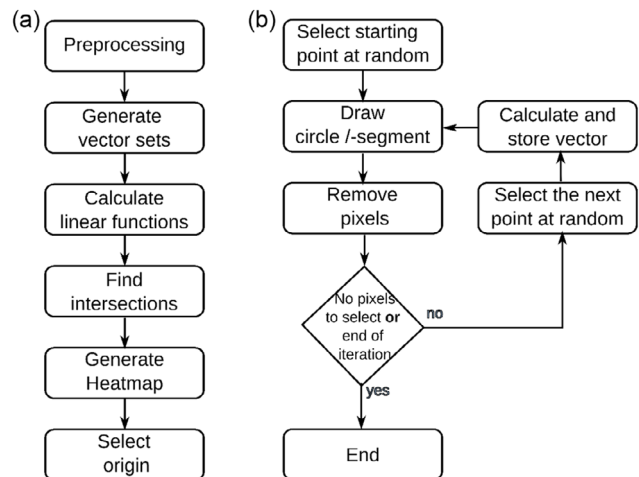 (a)
Preprocessing
Generate
vector sets
Calculate
linear functions
Find
intersections
Generate
Heatmap
Select
origin
(b)
Select starting
point at random
Draw
circle /-segment
Calculate and
store vector
Remove
pixels
Select the next
point at random
No pixels
to select or
end of
iteration
no
yes
End